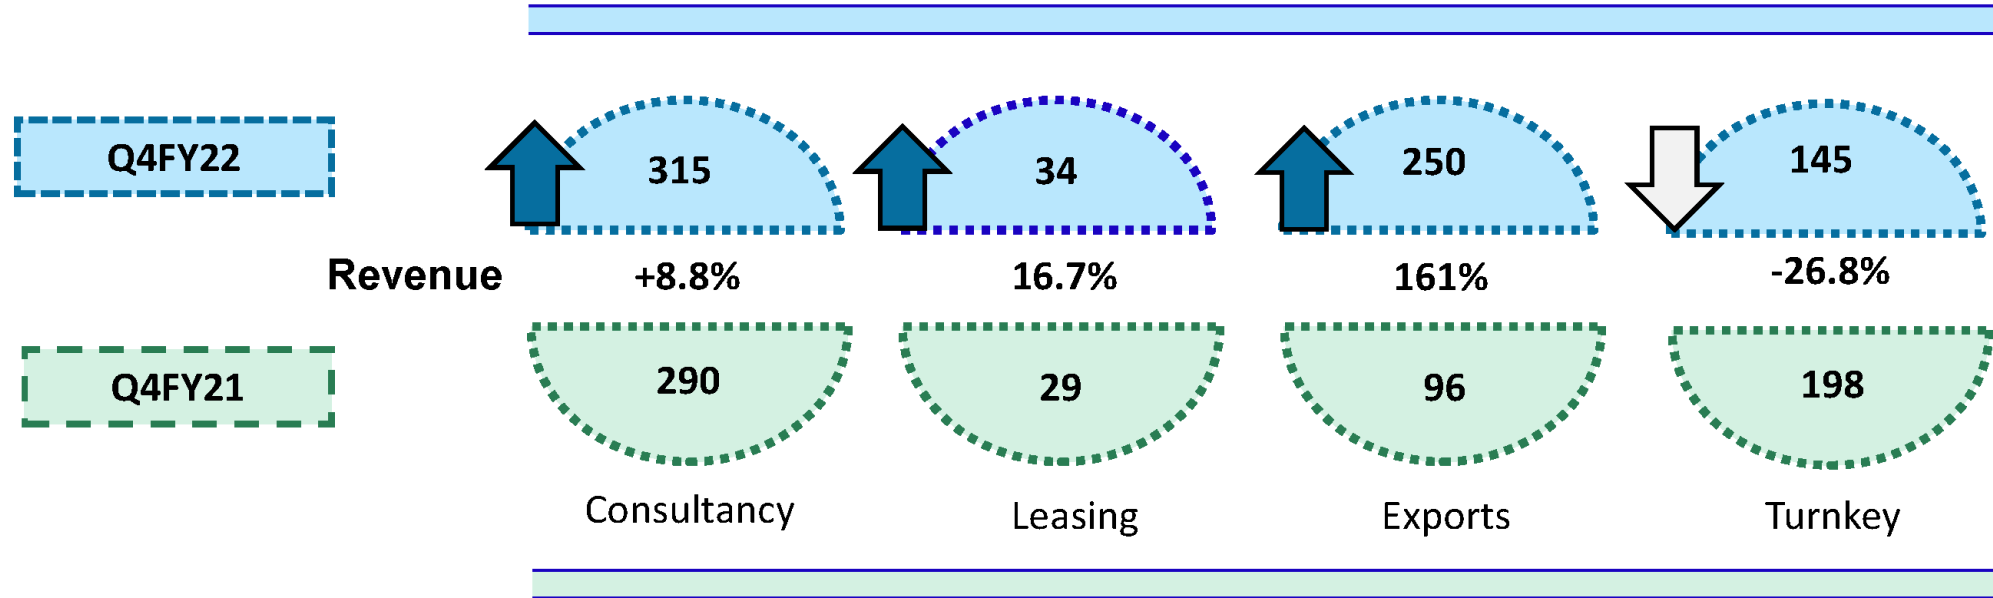 Q4FY22
315
34
250
145
Revenue
+8.8%
16.7%
161%
-26.8%
Q4FY21
290
29
96
198
Consultancy
Leasing
Exports
Turnkey